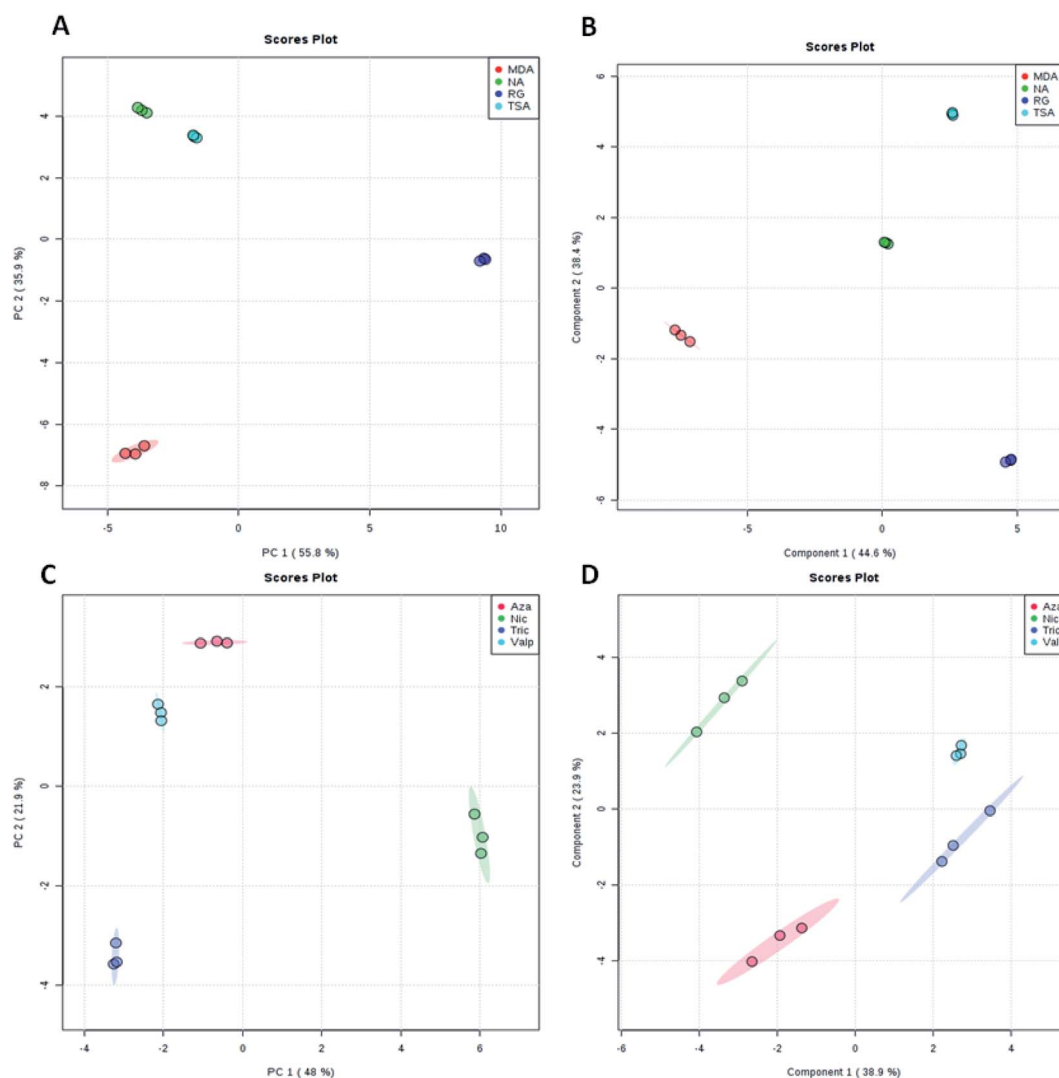 A
Scores Plot
MDA
NA
RG
TSA
4
2
0
-2
-4
-6
-8
PC 2 ( 35.9 %)
-5
0
5
10
PC 1 ( 55.8 %)
B
Scores Plot
MDA
NA
RG
TSA
6
4
2
0
-2
-4
-6
Component 2 ( 38.4 %)
-5
0
5
Component 1 ( 44.6 %)
C
Scores Plot
Aza
Nic
Tric
Valp
2
0
-2
-4
PC 2 ( 21.9 %)
-4
-2
0
2
4
6
PC 1 ( 48 %)
D
Scores Plot
Aza
Nic
Tric
Valp
4
2
0
-2
-4
Component 2 ( 23.9 %)
-6
-4
-2
0
2
4
Component 1 ( 38.9 %)